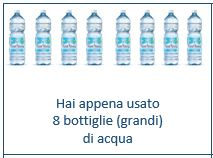 Hai appena usato
8 bottiglie (grandi)
di acqua